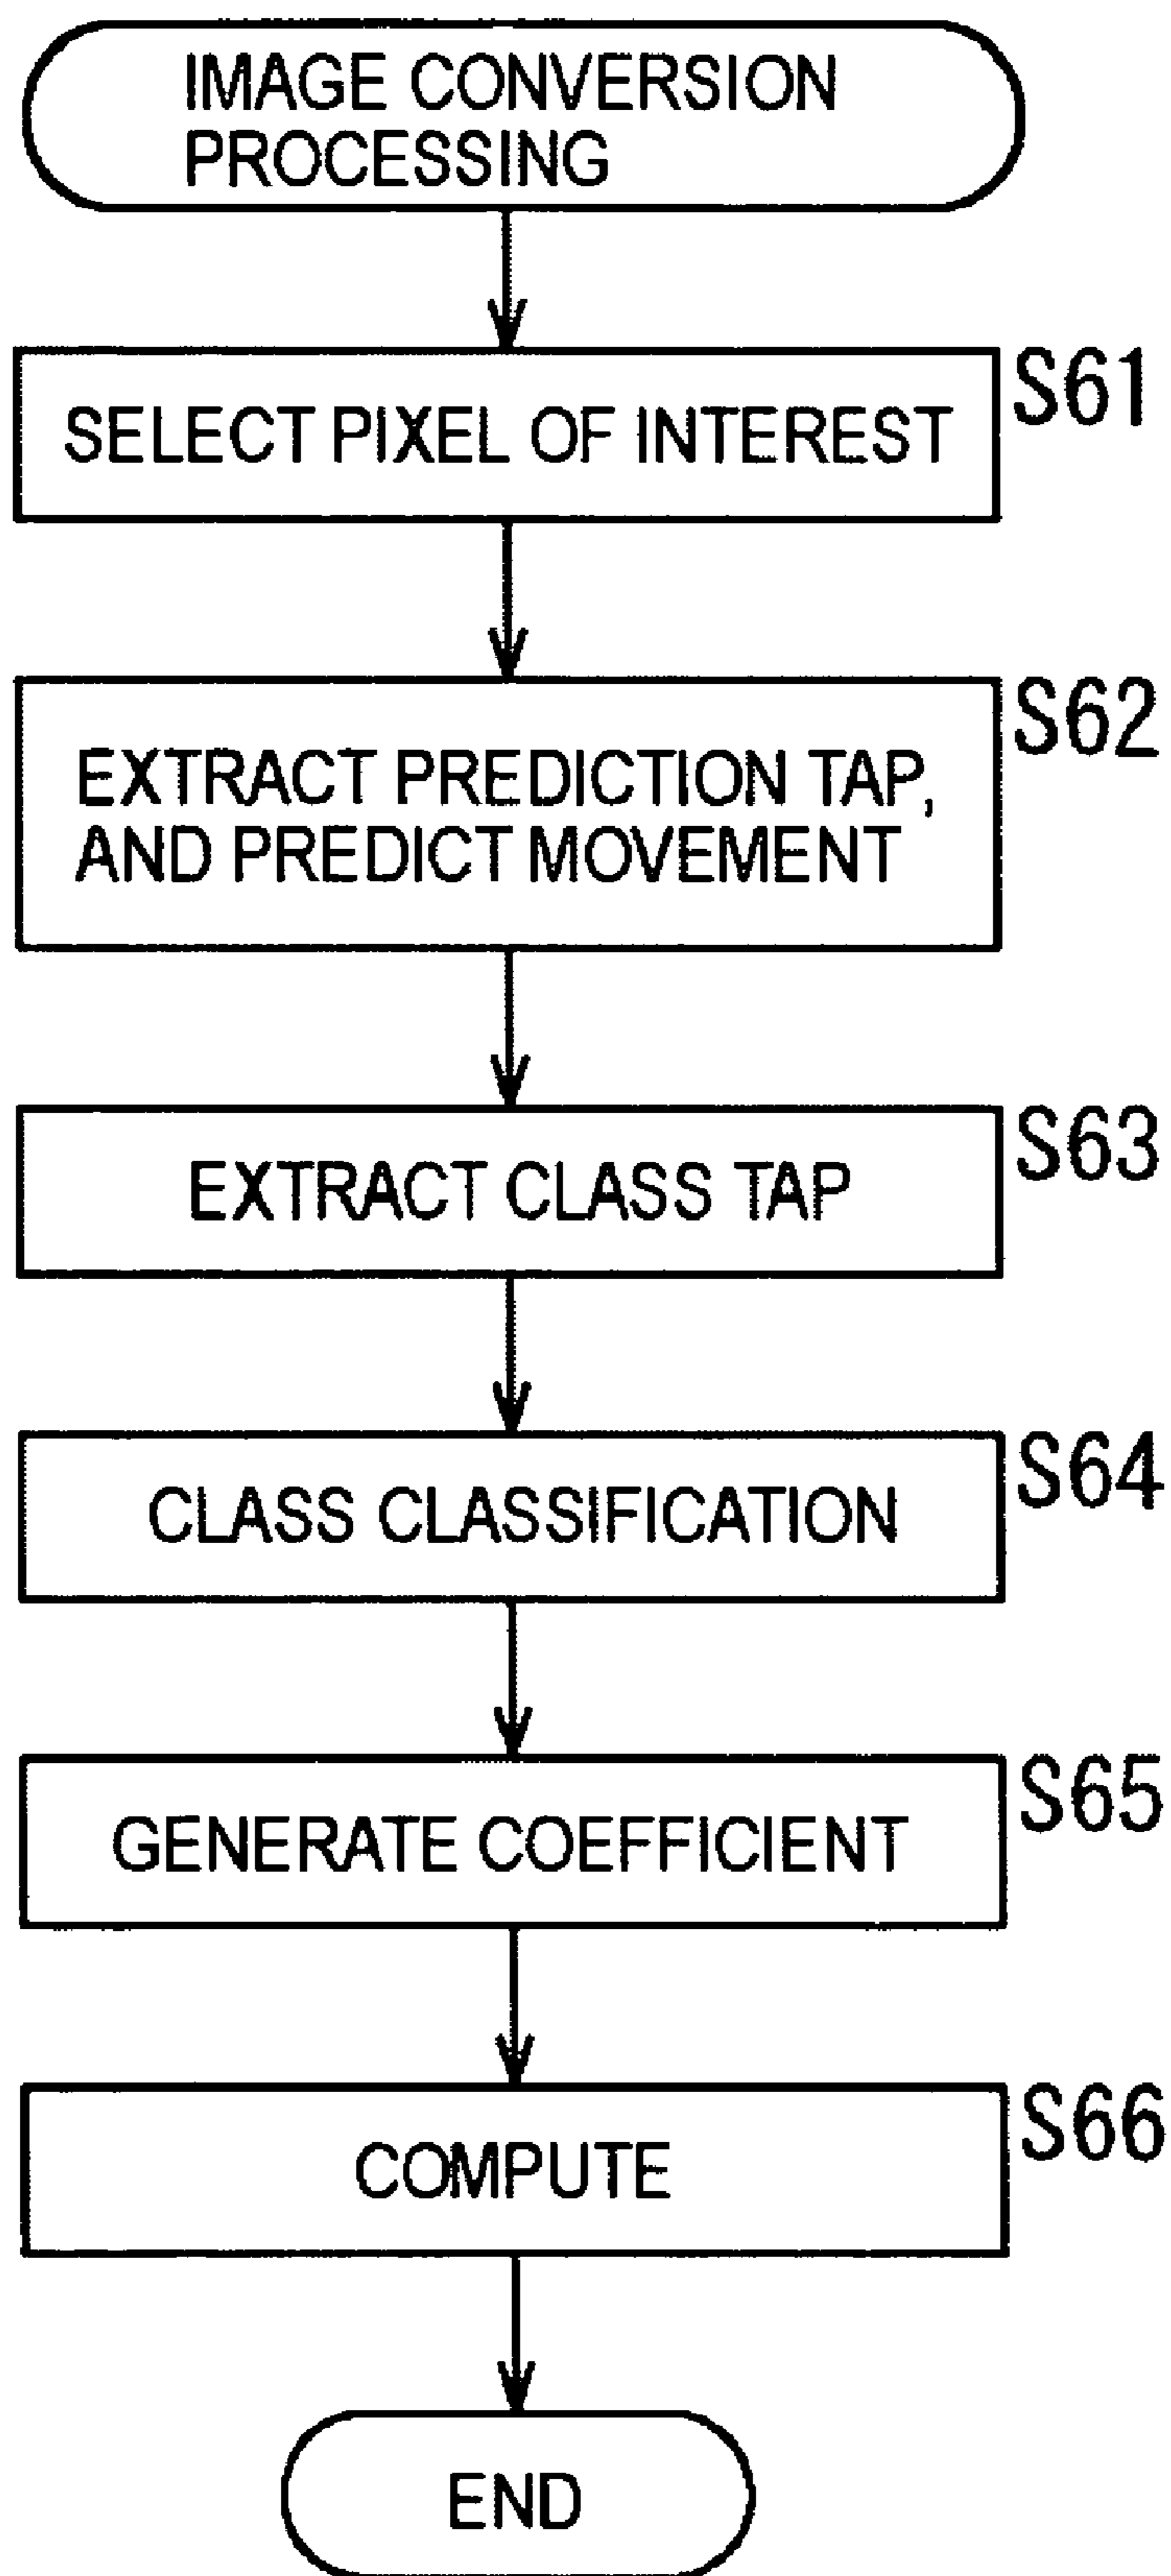 IMAGE CONVERSION
PROCESSING
S61
SELECT PIXEL OF INTEREST
S62
EXTRACT PREDICTION TAP,
AND PREDICT MOVEMENT
S63
EXTRACT CLASS TAP
S64
CLASS CLASSIFICATION
S65
GENERATE COEFFICIENT
S66
COMPUTE
END